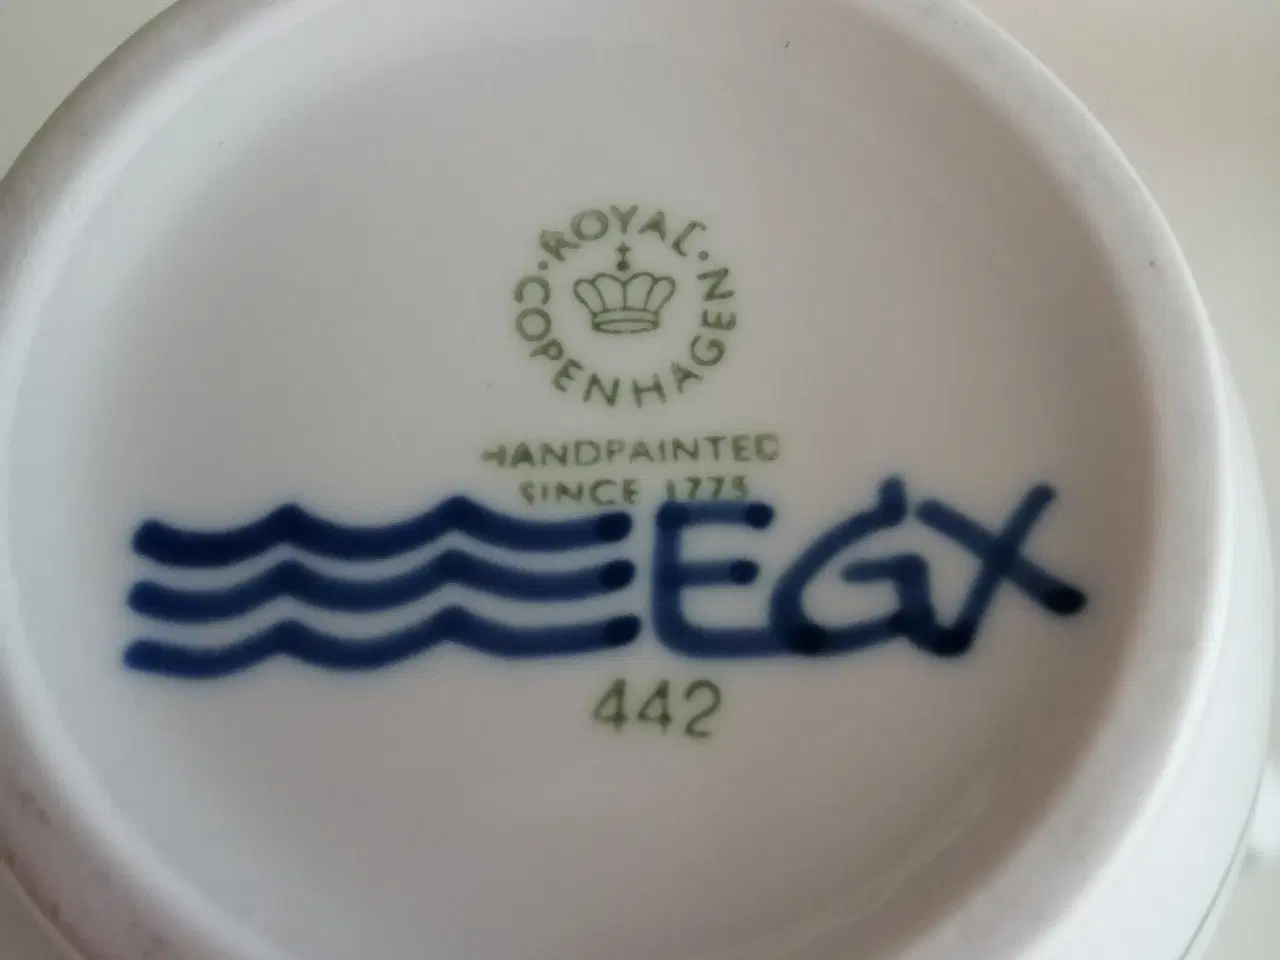 ·ROYAL·
COPENHAGEN
HANDPAINTED
SINCE 1775
EGX
442